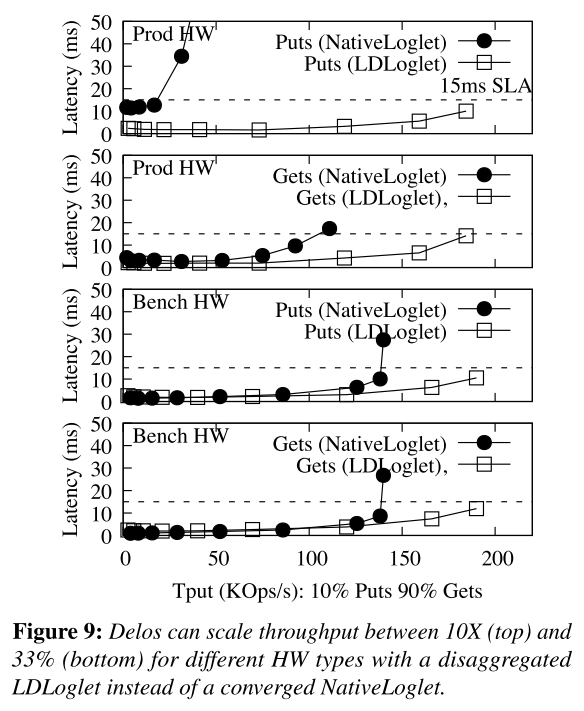 Prod HW
Puts (NativeLoglet)
Puts (LDLoglet)
15ms SLA
Latency (ms)
50
40
30
20
10
0
Prod HW
Gets (NativeLoglet)
Gets (LDLoglet),
Latency (ms)
50
40
30
20
10
0
Bench HW
Puts (NativeLoglet)
Puts (LDLoglet)
Latency (ms)
50
40
30
20
10
0
Bench HW
Gets (NativeLoglet)
Gets (LDLoglet),
Latency (ms)
50
40
30
20
10
0
0 50 100 150 200
Tput (KOps/s): 10% Puts 90% Gets
Figure 9: Delos can scale throughput between 10X (top) and
33% (bottom) for different HW types with a disaggregated
LDLoglet instead of a converged NativeLoglet.